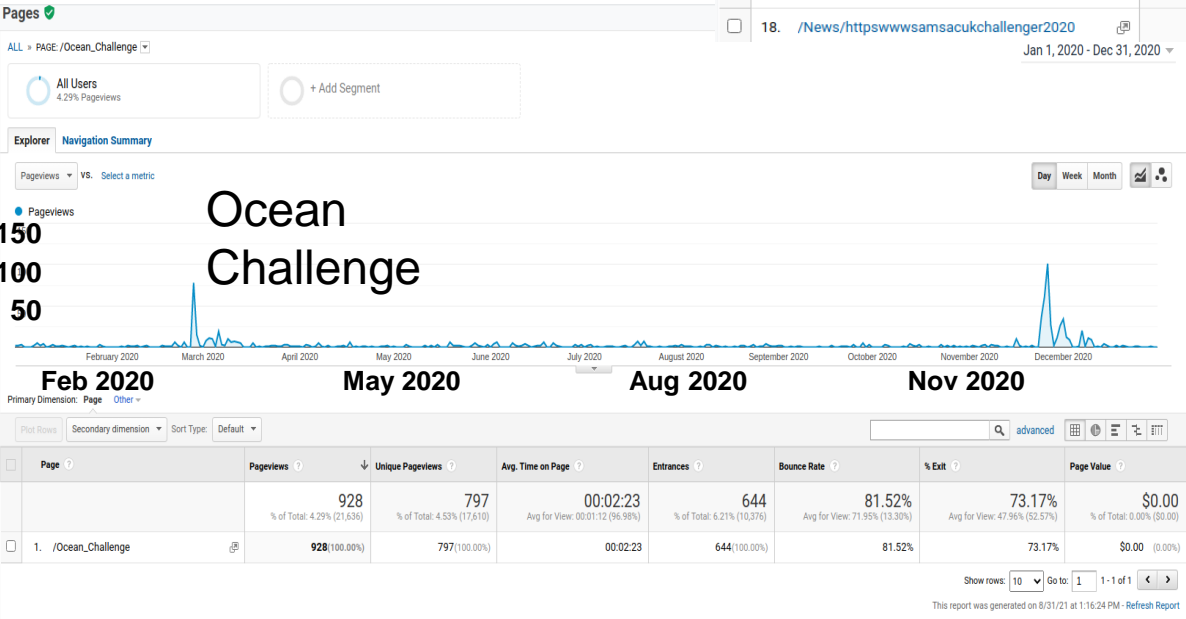 Pages
18. /News/httpswwwsamsacukchallenger2020
ALL » PAGE: /Ocean_Challenge
Jan 1, 2020 - Dec 31, 2020
All Users
4.29% Pageviews
+ Add Segment
Explorer Navigation Summary
Pageviews VS. Select a metric
Day Week Month
Pageviews
Ocean
Challenge
150
100
50
February 2020 March 2020 April 2020 May 2020 June 2020 July 2020 August 2020 September 2020 October 2020 November 2020 December 2020
Feb 2020 May 2020 Aug 2020 Nov 2020
Primary Dimension: Page Other
Plot Rows Secondary dimension Sort Type: Default advanced
Page Pageviews Unique Pageviews Avg. Time on Page Entrances Bounce Rate % Exit Page Value
928 797 00:02:23 644 81.52% 73.17% $0.00
% of Total: 4.29% (21,636) % of Total: 4.53% (17,610) Avg for View: 00:01:12 (96.98%) % of Total: 6.21% (10,376) Avg for View: 71.95% (13.30%) Avg for View: 47.96% (52.57%) % of Total: 0.00% ($0.00)
1. /Ocean_Challenge 928(100.00%) 797(100.00%) 00:02:23 644(100.00%) 81.52% 73.17% $0.00 (0.00%)
Show rows: 10 Go to: 1 1 - 1 of 1
This report was generated on 8/31/21 at 1:16:24 PM - Refresh Report